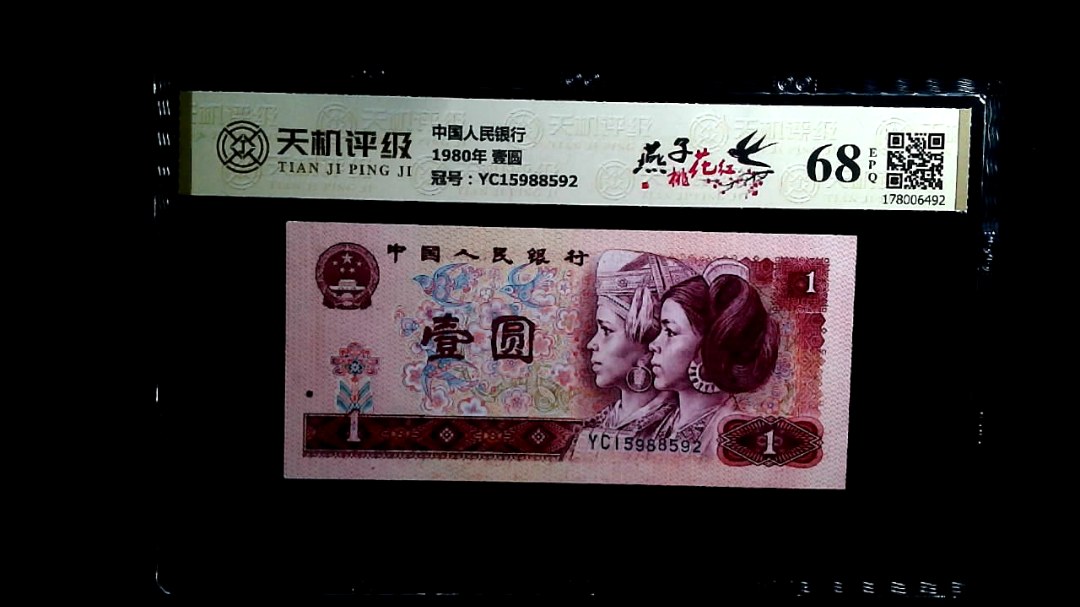 天机评级
TIAN JI PING JI
中国人民银行
1980年 壹圆
冠号：YC15988592
燕子
桃花红
68
EPQ
178006492
中国人民银行
1
壹圆
1
YC15988592
1